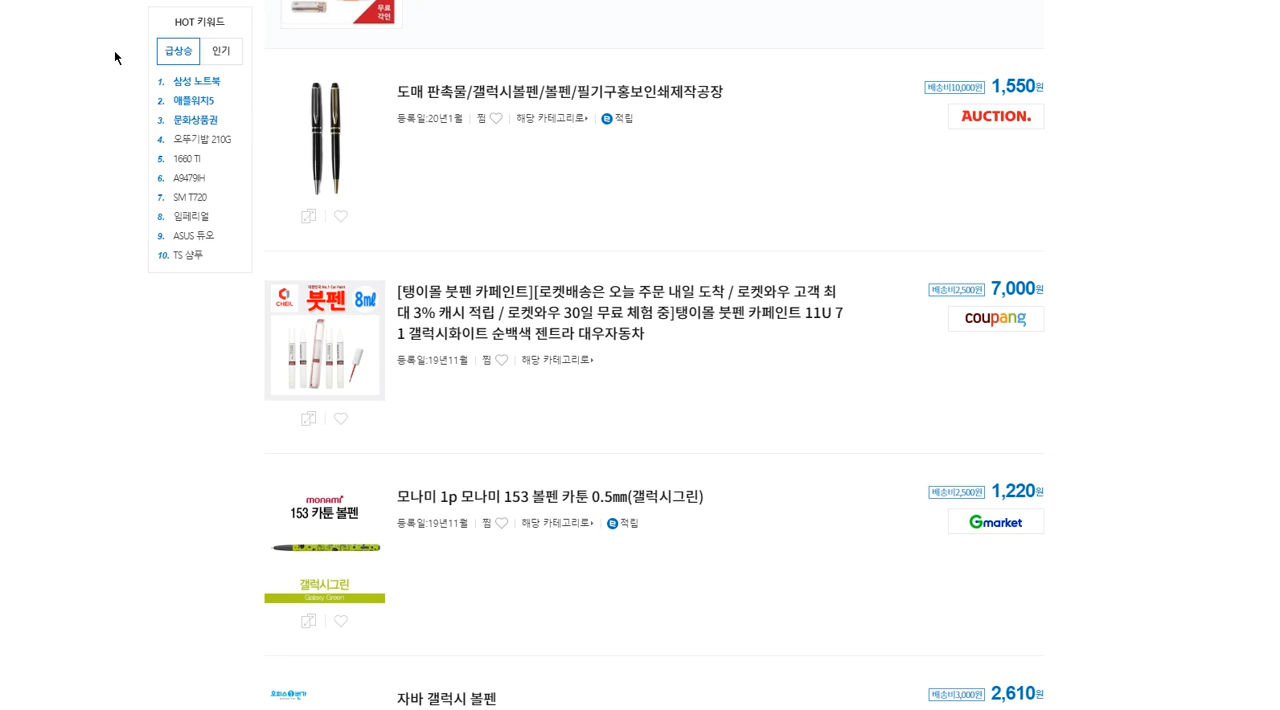 무료
각인
HOT 키워드
급상승 인기
1. 삼성 노트북
2. 애플워치5
3. 문화상품권
4. 오뚜기밥 210G
5. 1660 TI
6. A9479IH
7. SM T720
8. 임페리얼
9. ASUS 듀오
10. TS 샴푸
도매 판촉물/갤럭시볼펜/볼펜/필기구홍보인쇄제작공장
등록일:20년1월 찜 해당 카테고리로 적립
배송비10,000원 1,550원
AUCTION.
CHEIL
붓펜 8㎖
[탱이몰 붓펜 카페인트][로켓배송은 오늘 주문 내일 도착 / 로켓와우 고객 최
대 3% 캐시 적립 / 로켓와우 30일 무료 체험 중]탱이몰 붓펜 카페인트 11U 7
1 갤럭시화이트 순백색 젠트라 대우자동차
등록일:19년11월 찜 해당 카테고리로
배송비2,500원 7,000원
coupang
monami
153 카툰 볼펜
갤럭시그린
Galaxy Green
모나미 1p 모나미 153 볼펜 카툰 0.5㎜(갤럭시그린)
등록일:19년11월 찜 해당 카테고리로 적립
배송비2,500원 1,220원
Gmarket
자바 갤럭시 볼펜
배송비3,000원 2,610원